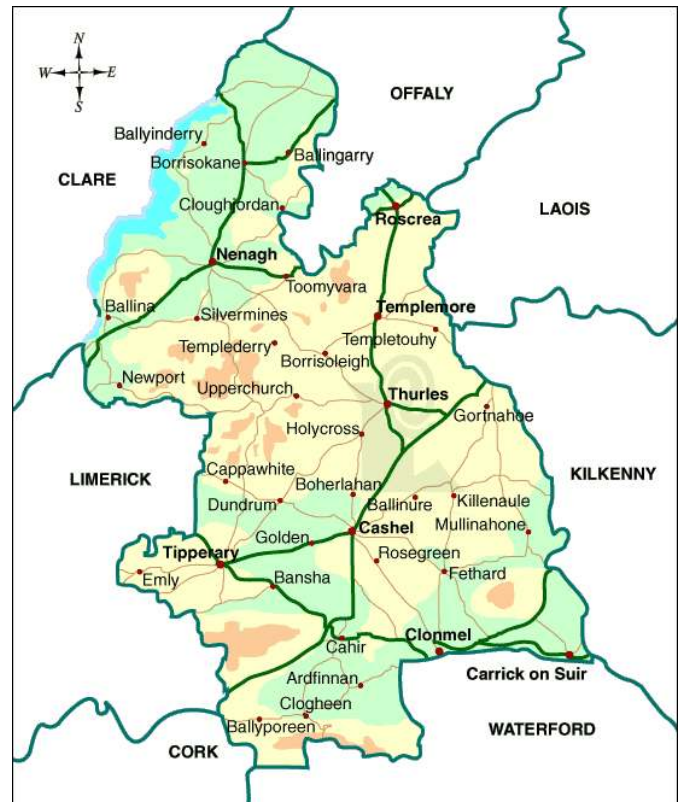 N
W E
S
OFFALY
Ballyinderry
Borrisokane
Ballingarry
CLARE
Cloughjordan
Roscrea
LAOIS
Nenagh
Toomyvara
Ballina
Silvermines
Templemore
Templetouhy
Templederry
Borrisoleigh
Newport
Upperchurch
Thurles
Gortnahoe
Holycross
LIMERICK
Cappawhite
KILKENNY
Boherlahan
Dundrum
Ballinure
Killenaule
Mullinahone
Cashel
Golden
Tipperary
Rosegreen
Emly
Bansha
Fethard
Clonmel
Cahir
Carrick on Suir
Ardfinnan
Clogheen
Ballyporeen
WATERFORD
CORK